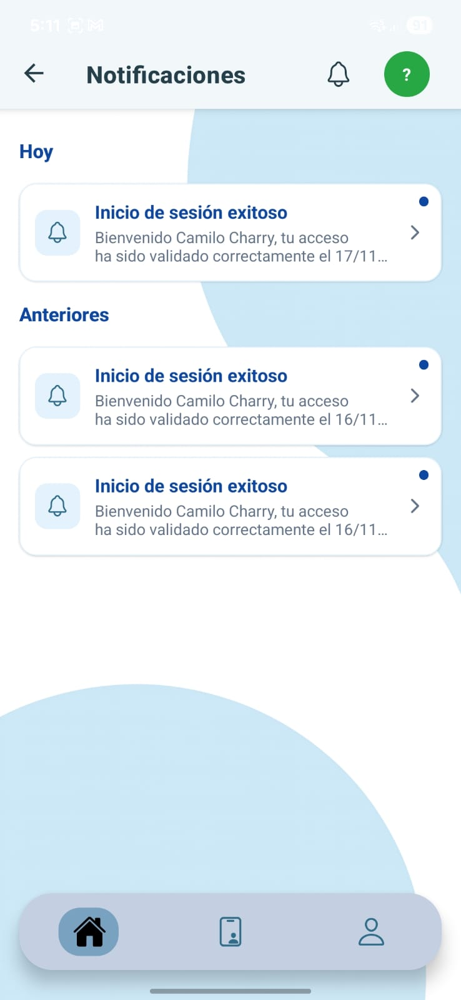 5:11
91
Notificaciones
?
Hoy
Inicio de sesión exitoso
Bienvenido Camilo Charry, tu acceso
ha sido validado correctamente el 17/11...
Anteriores
Inicio de sesión exitoso
Bienvenido Camilo Charry, tu acceso
ha sido validado correctamente el 16/11...
Inicio de sesión exitoso
Bienvenido Camilo Charry, tu acceso
ha sido validado correctamente el 16/11...